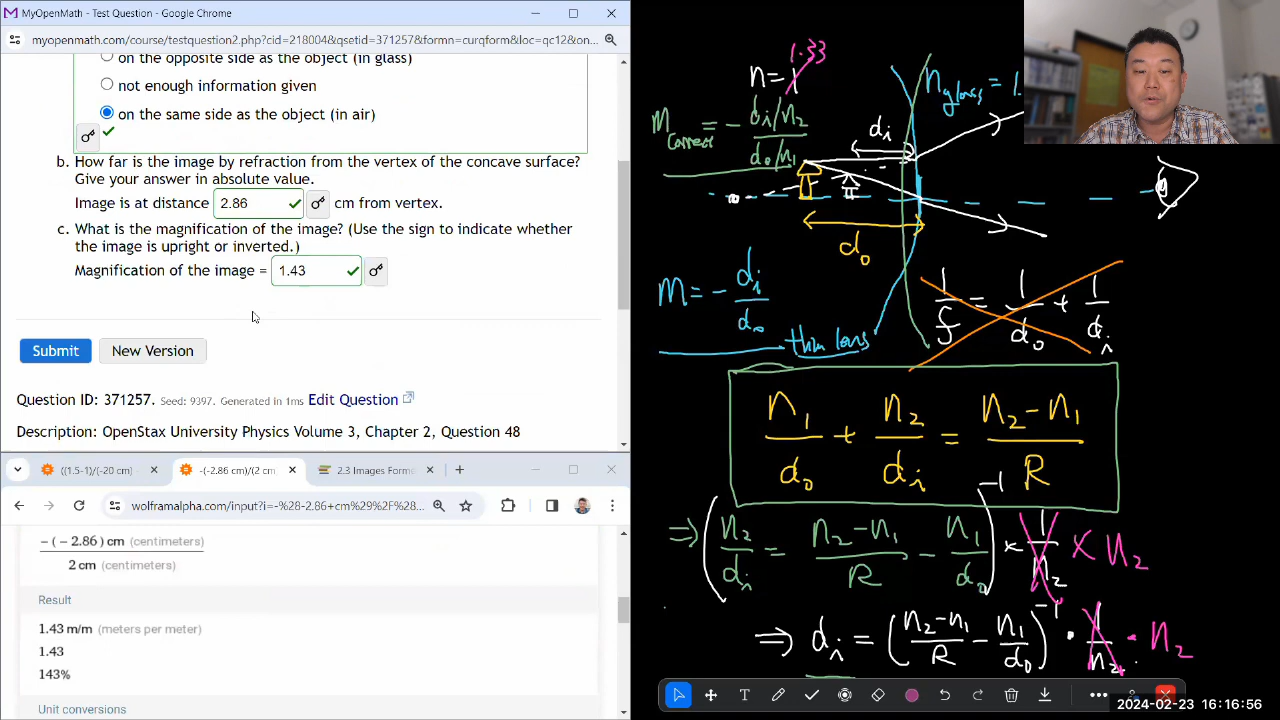 MyOpenMath - Test Question - Google Chrome
myopenmath.com/course/testquestion2.php?cid=218004&qsetid=371257&formn=curqform&loc=qc12&on...
on the opposite side as the object (in glass)
not enough information given
on the same side as the object (in air)
b. How far is the image by refraction from the vertex of the concave surface?
Give your answer in absolute value.
Image is at distance 2.86 cm from vertex.
c. What is the magnification of the image? (Use the sign to indicate whether
the image is upright or inverted.)
Magnification of the image = 1.43
Submit New Version
Question ID: 371257. Seed: 9397. Generated in 1ms Edit Question
Description: OpenStax University Physics Volume 3, Chapter 2, Question 48
((1.5-1)/(-20 cm) -(-2.86 cm)/(2 cm 2.3 Images Form
wolframalpha.com/input?i=-%28-2.86+cm%29%2F%28...
−(−2.86) cm (centimeters)
2 cm (centimeters)
Result
1.43 m/m (meters per meter)
1.43
143%
Unit conversions
n=1 1.33
n glass = 1.
M correct = - di/n2 / do/n1
di
do
M = - di/do
thin lens
1/f = 1/do + 1/di
n1/do + n2/di = n2-n1/R
⇒ (n2/di = n2-n1/R - n1/do)^-1 × 1/n2 × n2
⇒ di = (n2-n1/R - n1/do)^-1 · 1/n2 · n2
2024-02-23 16:16:56